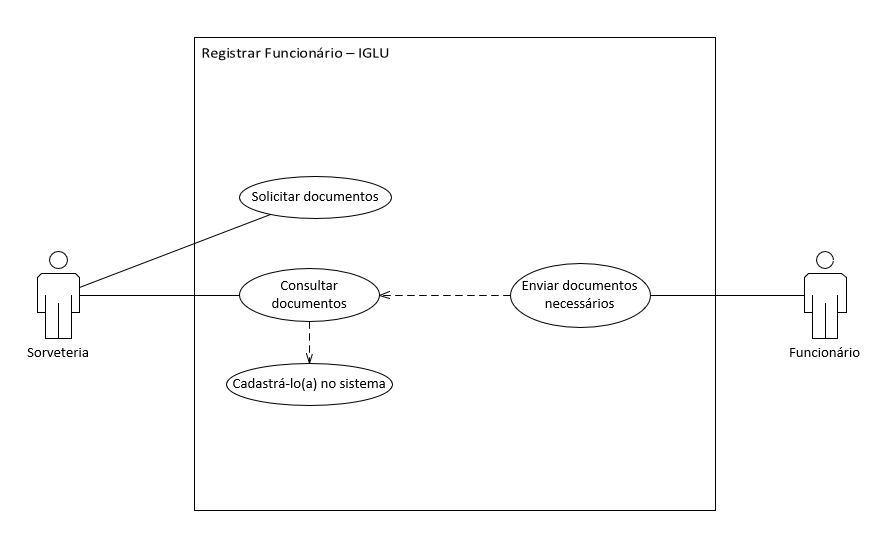 Registrar Funcionário – IGLU
Solicitar documentos
Consultar
documentos
Enviar documentos
necessários
Sorveteria
Funcionário
Cadastrá-lo(a) no sistema